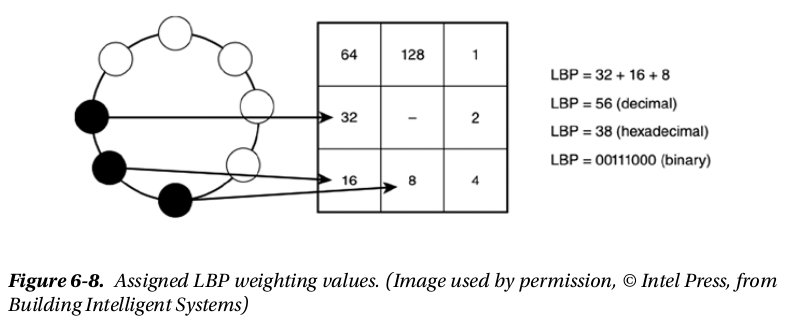 64 128 1
32 – 2
16 8 4
LBP = 32 + 16 + 8
LBP = 56 (decimal)
LBP = 38 (hexadecimal)
LBP = 00111000 (binary)
Figure 6-8. Assigned LBP weighting values. (Image used by permission, © Intel Press, from
Building Intelligent Systems)